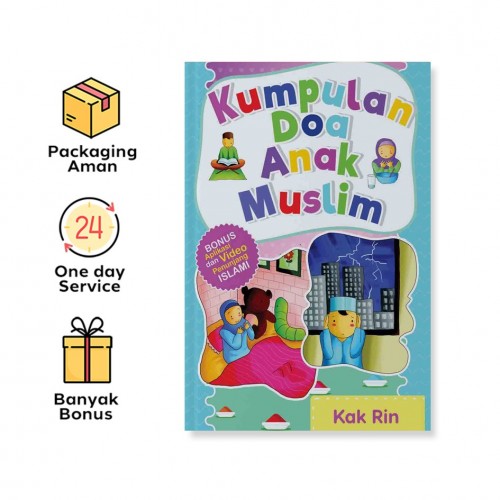 Packaging
Aman
24
One day
Service
Banyak
Bonus
Kumpulan
Doa
Anak
Muslim
BONUS
Aplikasi
dan Video
Penunjang
ISLAMI
Kak Rin